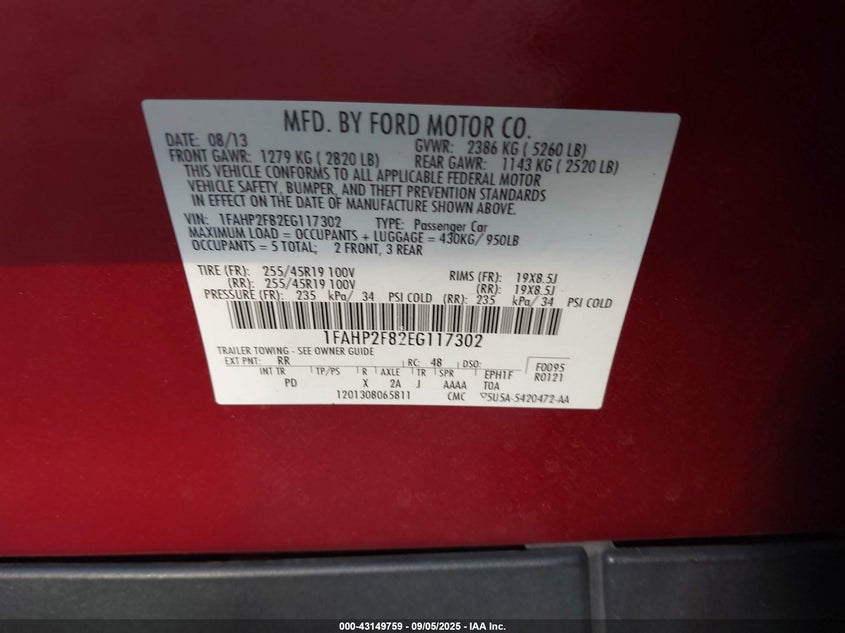 MFD. BY FORD MOTOR CO.
DATE: 08/13 GVWR: 2386 KG ( 5260 LB)
FRONT GAWR: 1279 KG ( 2820 LB) REAR GAWR: 1143 KG ( 2520 LB)
THIS VEHICLE CONFORMS TO ALL APPLICABLE FEDERAL MOTOR
VEHICLE SAFETY, BUMPER, AND THEFT PREVENTION STANDARDS
IN EFFECT ON THE DATE OF MANUFACTURE SHOWN ABOVE.
VIN: 1FAHP2F82EG117302 TYPE: Passenger Car
MAXIMUM LOAD = OCCUPANTS + LUGGAGE = 430KG/ 950LB
OCCUPANTS = 5 TOTAL; 2 FRONT, 3 REAR
TIRE (FR): 255/45R19 100V RIMS (FR): 19X8.5J
(RR): 255/45R19 100V (RR): 19X8.5J
PRESSURE (FR): 235 kPa/ 34 PSI COLD (RR): 235 kPa/ 34 PSI COLD
1FAHP2F82EG117302
TRAILER TOWING - SEE OWNER GUIDE
EXT PNT: RR RC: 48 DSO: F0095
INT TR TP/PS R AXLE TR SPR EPH1F R0121
PD X 2A J AAAA T0A
1201308065811 CMC 5U5A-5420472-AA
000-43149759 - 09/05/2025 - IAA Inc.